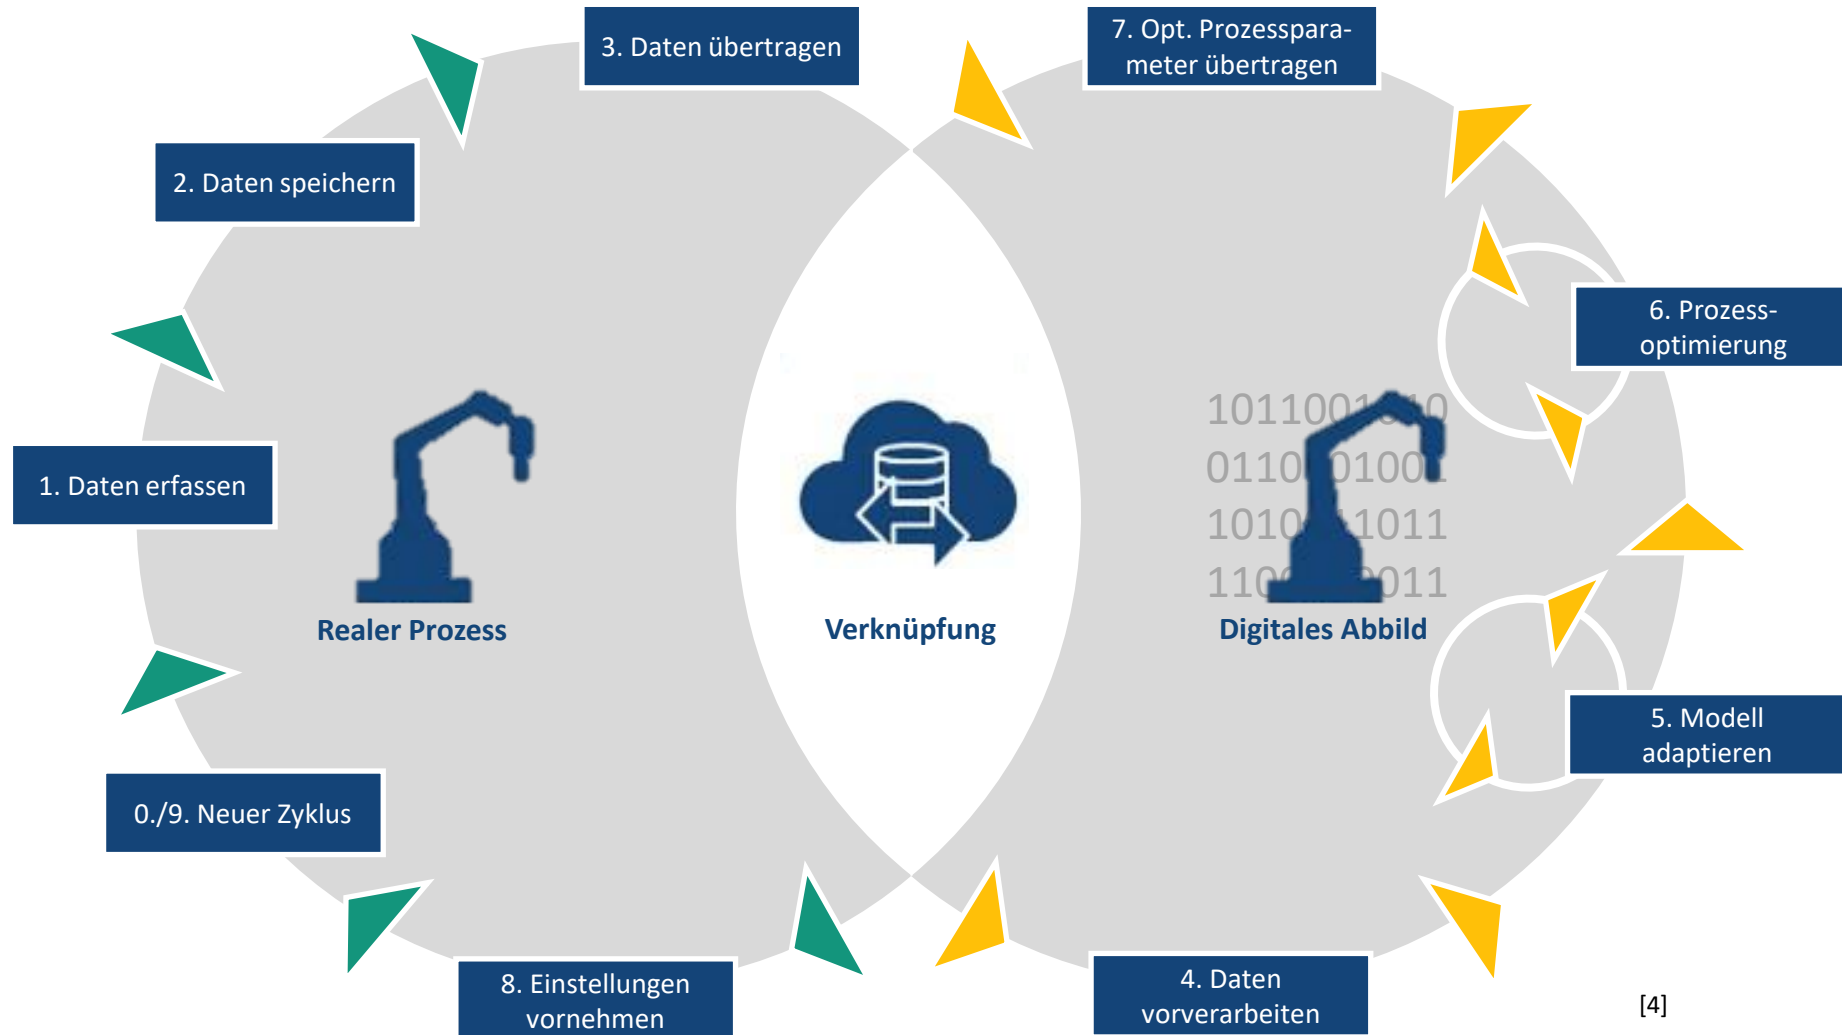 3. Daten übertragen
7. Opt. Prozesspara-
meter übertragen
2. Daten speichern
6. Prozess-
optimierung
1. Daten erfassen
Realer Prozess
Verknüpfung
Digitales Abbild
5. Modell
adaptieren
0./9. Neuer Zyklus
8. Einstellungen
vornehmen
4. Daten
vorverarbeiten
[4]